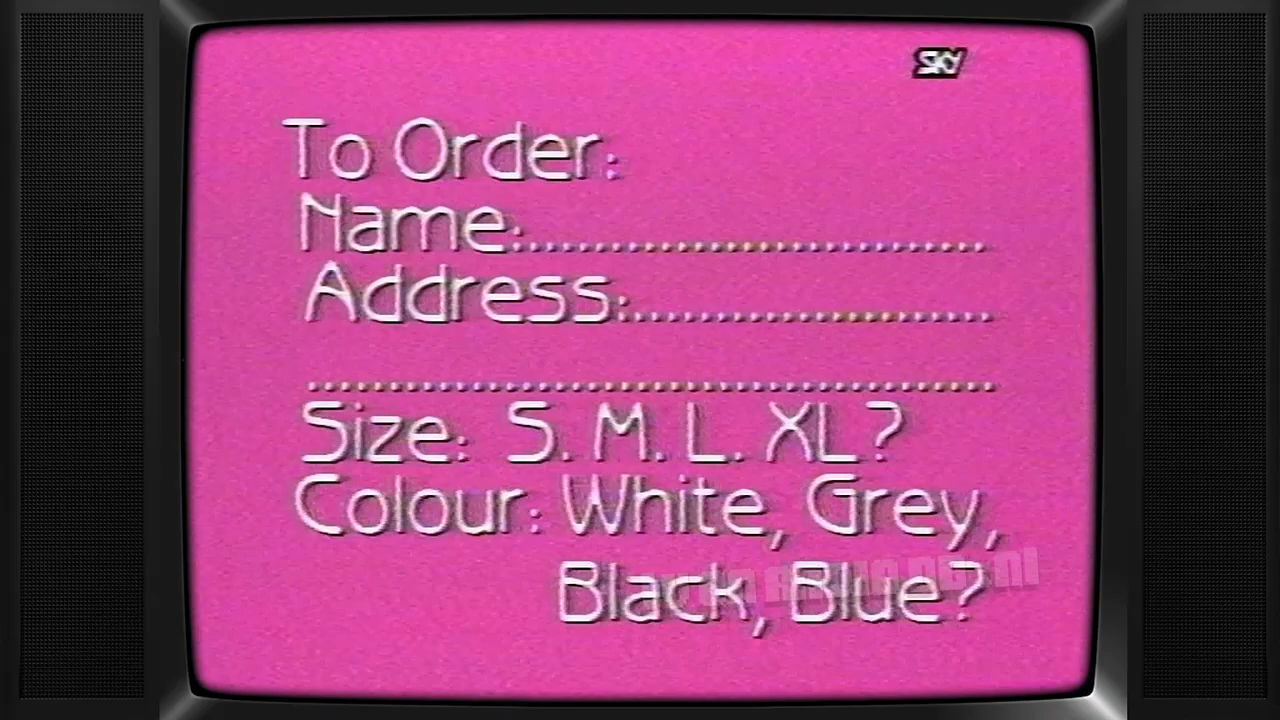 SKY
To Order:
Name:............................
Address:......................
..........................................
Size: S. M. L. XL?
Colour: White, Grey,
Black, Blue?